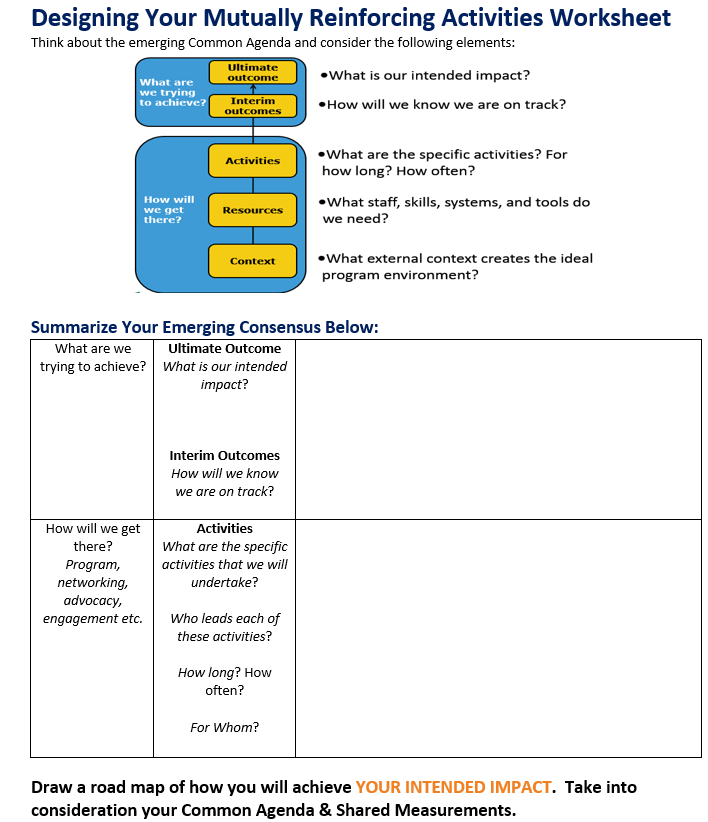 Designing Your Mutually Reinforcing Activities Worksheet
Think about the emerging Common Agenda and consider the following elements:
What are
we trying
to achieve?
Ultimate
outcome
Interim
outcomes
•What is our intended impact?
•How will we know we are on track?
How will
we get
there?
Activities
Resources
Context
•What are the specific activities? For
how long? How often?
•What staff, skills, systems, and tools do
we need?
•What external context creates the ideal
program environment?
Summarize Your Emerging Consensus Below:
What are we
trying to achieve?
Ultimate Outcome
What is our intended
impact?
Interim Outcomes
How will we know
we are on track?
How will we get
there?
Program,
networking,
advocacy,
engagement etc.
Activities
What are the specific
activities that we will
undertake?
Who leads each of
these activities?
How long? How
often?
For Whom?
Draw a road map of how you will achieve YOUR INTENDED IMPACT. Take into
consideration your Common Agenda & Shared Measurements.